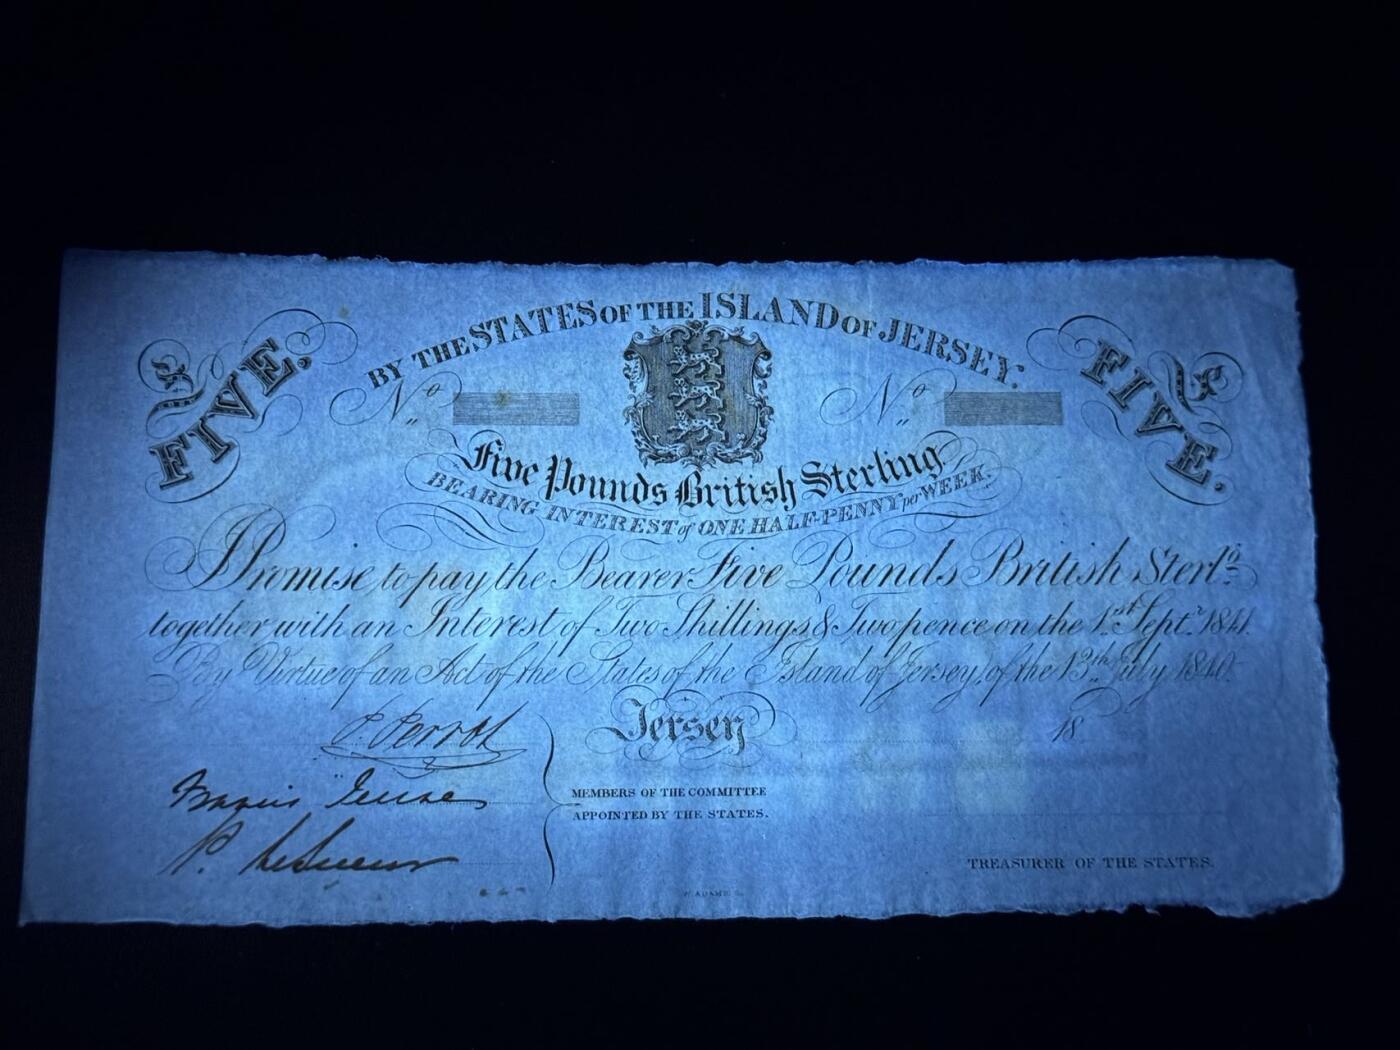 BY THE STATES OF THE ISLAND OF JERSEY.
£ FIVE.
£ FIVE.
No
No
Five Pounds British Sterling
BEARING INTEREST of ONE HALF-PENNY per WEEK.
I Promise to pay the Bearer Five Pounds British Sterlg.
together with an Interest of Two Shillings & Two pence on the 1st Septr. 1841.
By Virtue of an Act of the States of the Island of Jersey, of the 13th July 1840.
Jersey 18
P. Perrot
MEMBERS OF THE COMMITTEE
APPOINTED BY THE STATES.
P. LeSueur
TREASURER OF THE STATES.
ADAMS